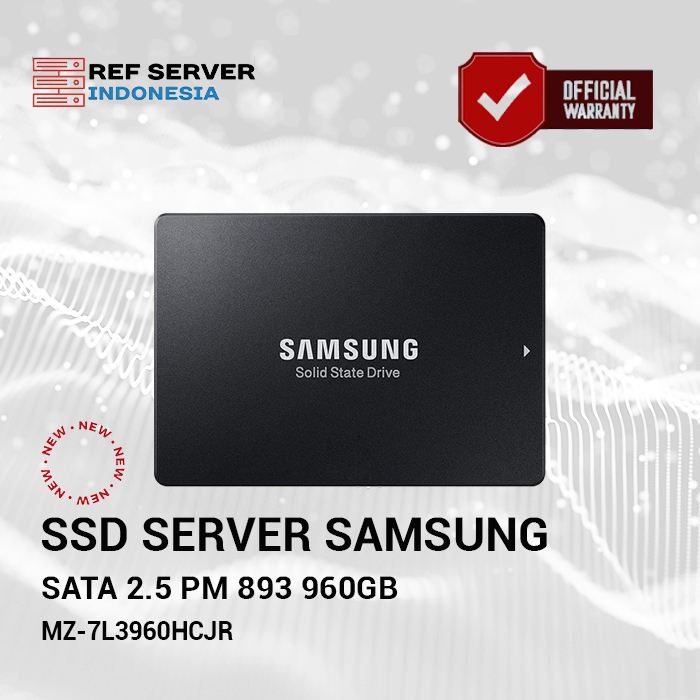 REF SERVER
INDONESIA
OFFICIAL
WARRANTY
SAMSUNG
Solid State Drive
NEW • NEW • NEW • NEW • NEW •
SSD SERVER SAMSUNG
SATA 2.5 PM 893 960GB
MZ-7L3960HCJR